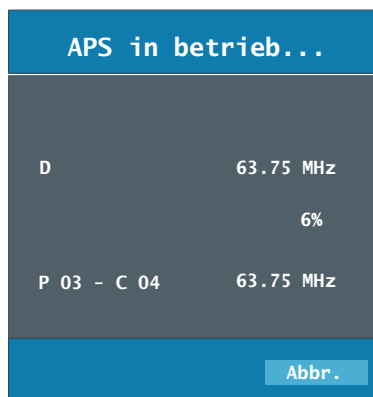 APS in betrieb...
D 63.75 MHz
6%
P 03 - C 04 63.75 MHz
Abbr.